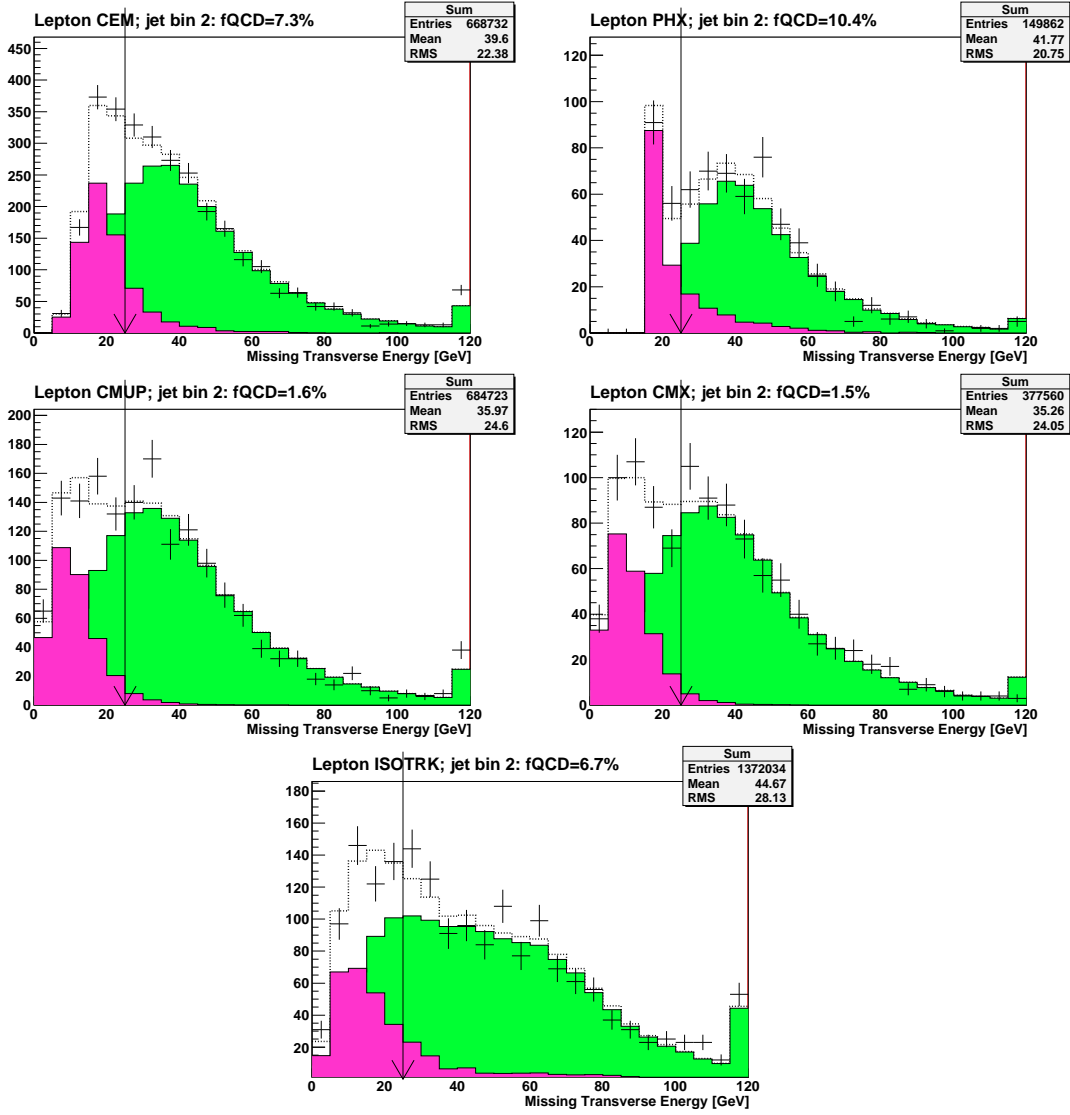 Lepton CEM; jet bin 2: fQCD=7.3%
Sum
Entries 668732
Mean 39.6
RMS 22.38
450
400
350
300
250
200
150
100
50
0
0 20 40 60 80 100 120
Missing Transverse Energy [GeV]
Lepton PHX; jet bin 2: fQCD=10.4%
Sum
Entries 149862
Mean 41.77
RMS 20.75
120
100
80
60
40
20
0
0 20 40 60 80 100 120
Missing Transverse Energy [GeV]
Lepton CMUP; jet bin 2: fQCD=1.6%
Sum
Entries 684723
Mean 35.97
RMS 24.6
200
180
160
140
120
100
80
60
40
20
0
0 20 40 60 80 100 120
Missing Transverse Energy [GeV]
Lepton CMX; jet bin 2: fQCD=1.5%
Sum
Entries 377560
Mean 35.26
RMS 24.05
120
100
80
60
40
20
0
0 20 40 60 80 100 120
Missing Transverse Energy [GeV]
Lepton ISOTRK; jet bin 2: fQCD=6.7%
Sum
Entries 1372034
Mean 44.67
RMS 28.13
180
160
140
120
100
80
60
40
20
0 20 40 60 80 100 120
Missing Transverse Energy [GeV]